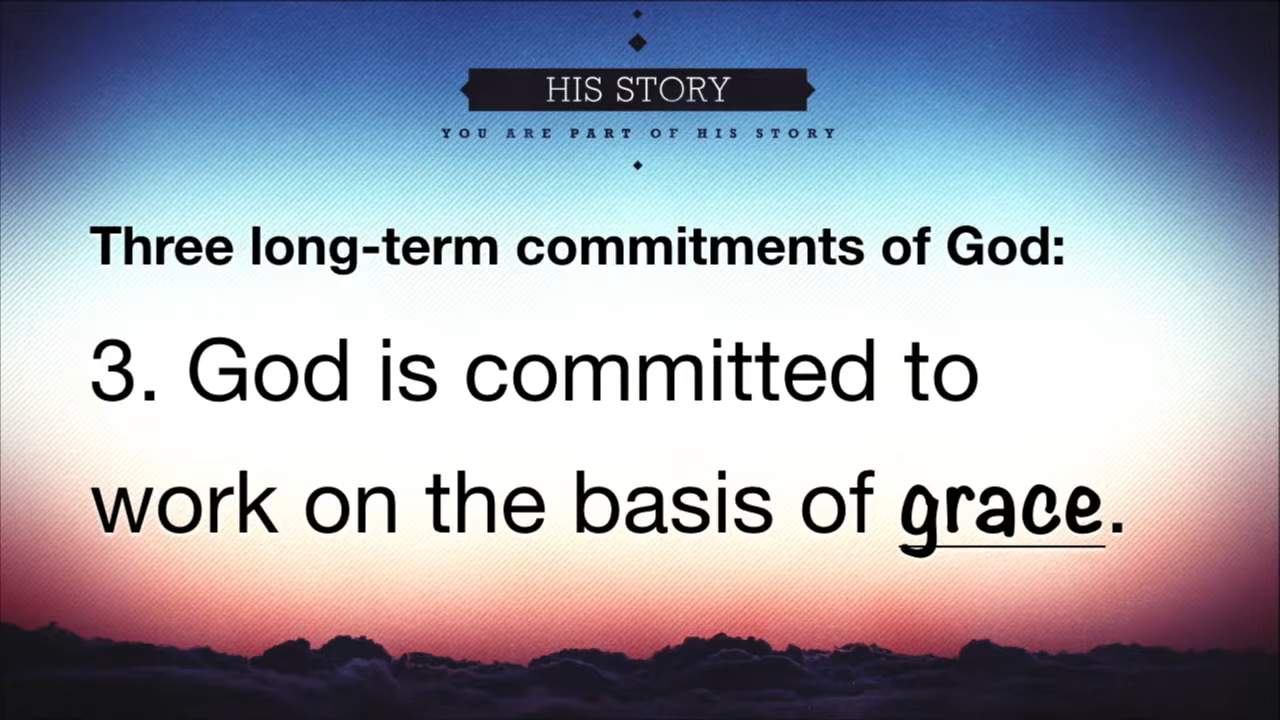 HIS STORY
YOU ARE PART OF HIS STORY
Three long-term commitments of God:
3. God is committed to
work on the basis of grace.